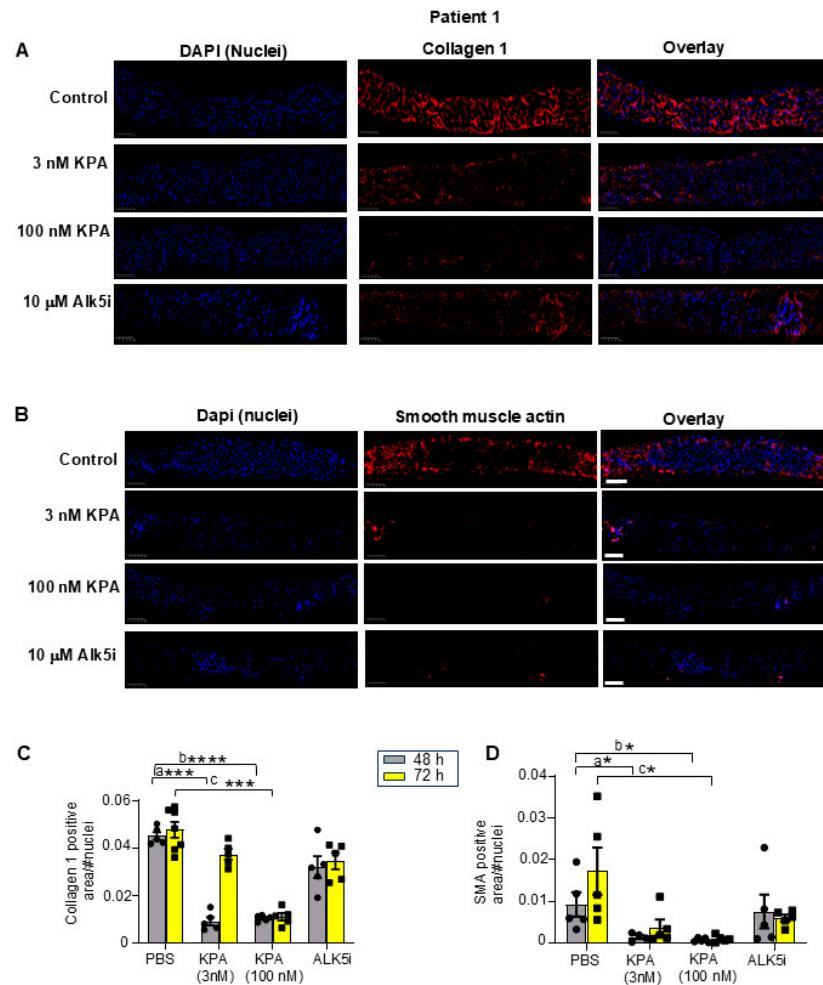 Patient 1
A
DAPI (Nuclei)
Collagen 1
Overlay
Control
3 nM KPA
100 nM KPA
10 μM Alk5i
B
Dapi (nuclei)
Smooth muscle actin
Overlay
Control
3 nM KPA
100 nM KPA
10 μM Alk5i
C
b****
a***
c ***
48 h
72 h
Collagen 1 positive
area/#nuclei
0.06
0.04
0.02
0
PBS
KPA
(3nM)
KPA
(100 nM)
ALK5i
D
b*
a*
c*
SMA positive
area/#nuclei
0.04
0.03
0.02
0.01
0
PBS
KPA
(3nM)
KPA
(100 nM)
ALK5i